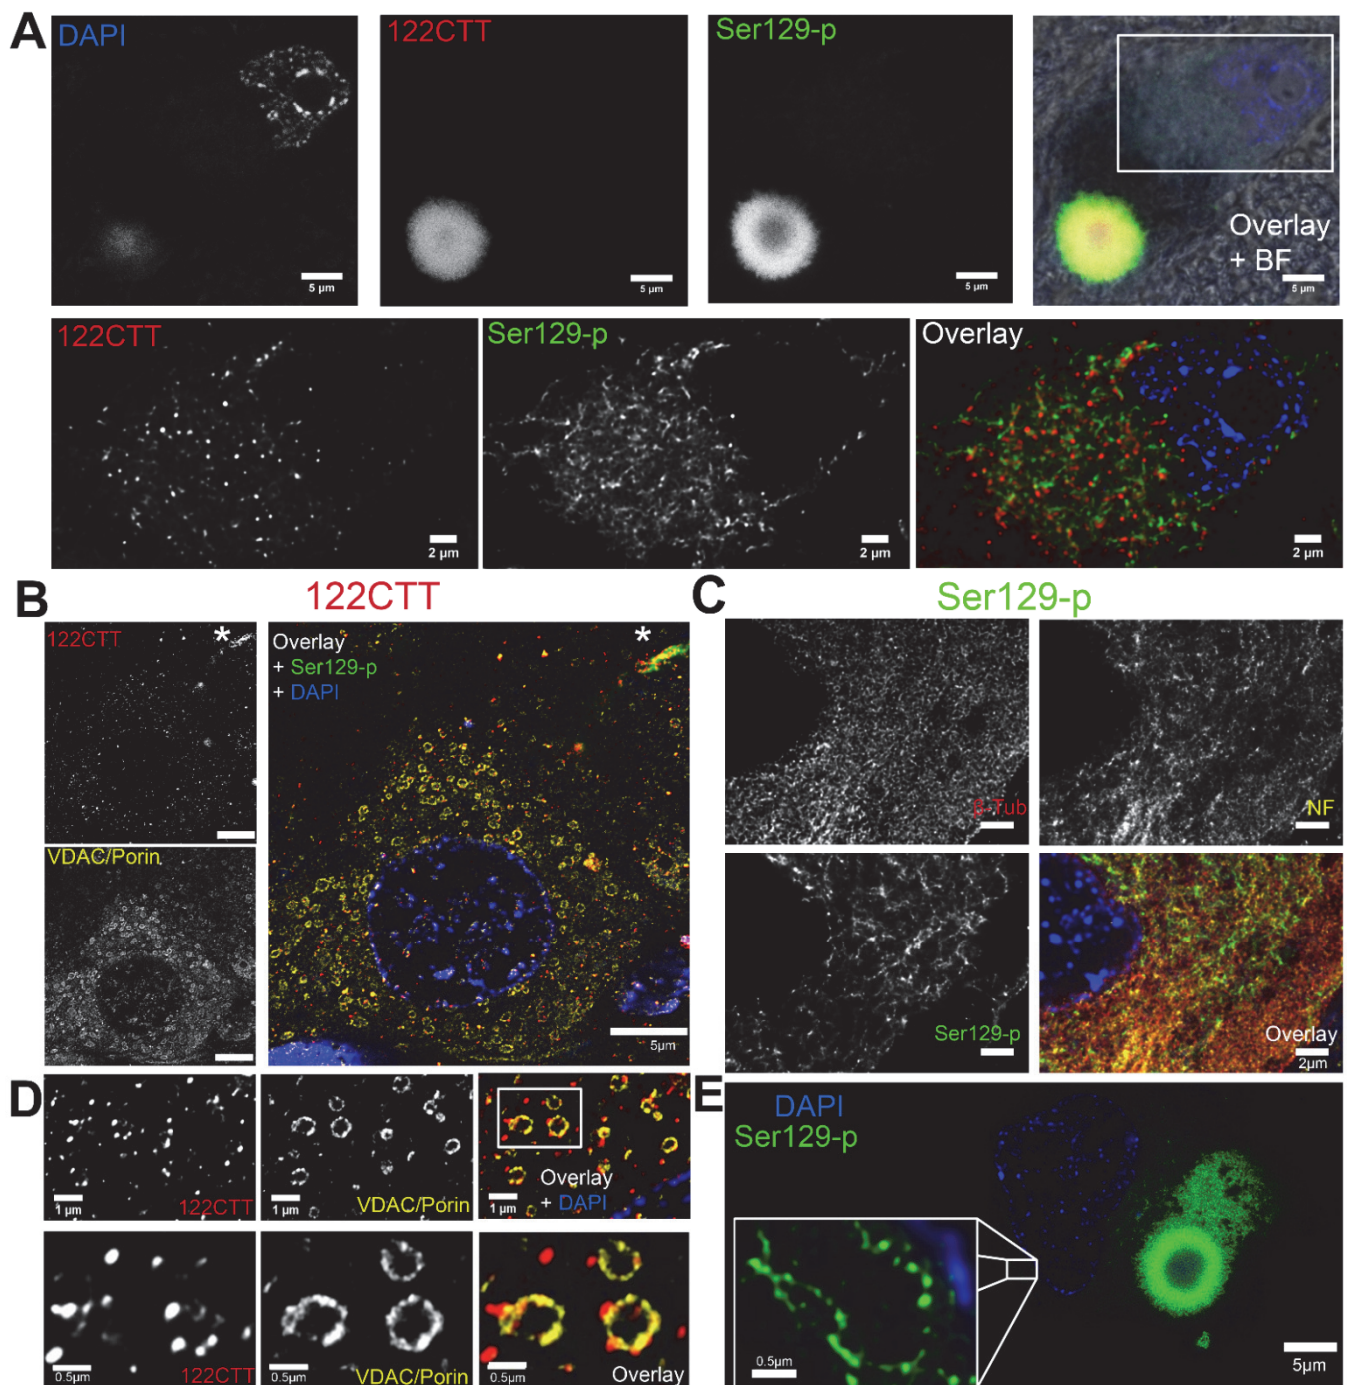 A
DAPI
5 µm
122CTT
5 µm
Ser129-p
5 µm
Overlay
+ BF
5 µm
122CTT
2 µm
Ser129-p
2 µm
Overlay
2 µm
B
122CTT
122CTT
*
VDAC/Porin
Overlay
+ Ser129-p
+ DAPI
*
5µm
C
Ser129-p
β-Tub
NF
Ser129-p
Overlay
2µm
D
1 µm
122CTT
1 µm
VDAC/Porin
Overlay
+ DAPI
1 µm
0.5µm
122CTT
0.5µm
VDAC/Porin
0.5µm
Overlay
E
DAPI
Ser129-p
0.5µm
5µm